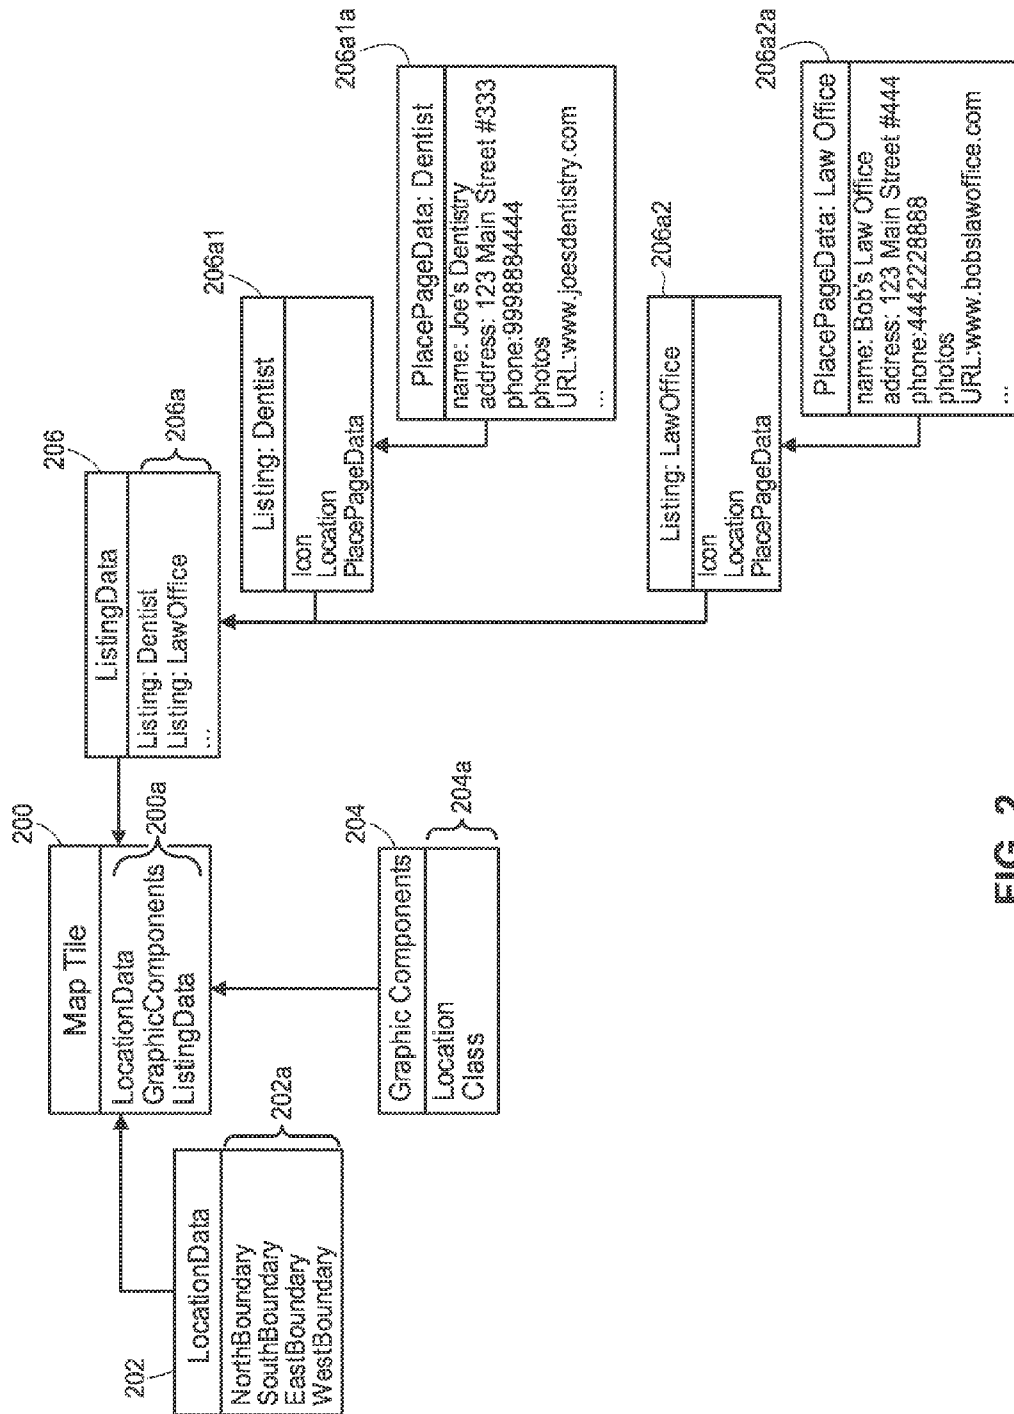 200
Map Tile
LocationData
GraphicComponents
ListingData
200a
202
LocationData
NorthBoundary
SouthBoundary
EastBoundary
WestBoundary
202a
204
Graphic Components
Location
Class
204a
206
ListingData
Listing: Dentist
Listing: LawOffice
...
206a
206a1
Listing: Dentist
Icon
Location
PlacePageData
206a1a
PlacePageData: Dentist
name: Joe's Dentistry
address: 123 Main Street #333
phone:9998884444
photos
URL:www.joesdentistry.com
...
206a2
Listing: LawOffice
Icon
Location
PlacePageData
206a2a
PlacePageData: Law Office
name: Bob's Law Office
address: 123 Main Street #444
phone:4442228888
photos
URL:www.bobslawoffice.com
...
FIG. 2